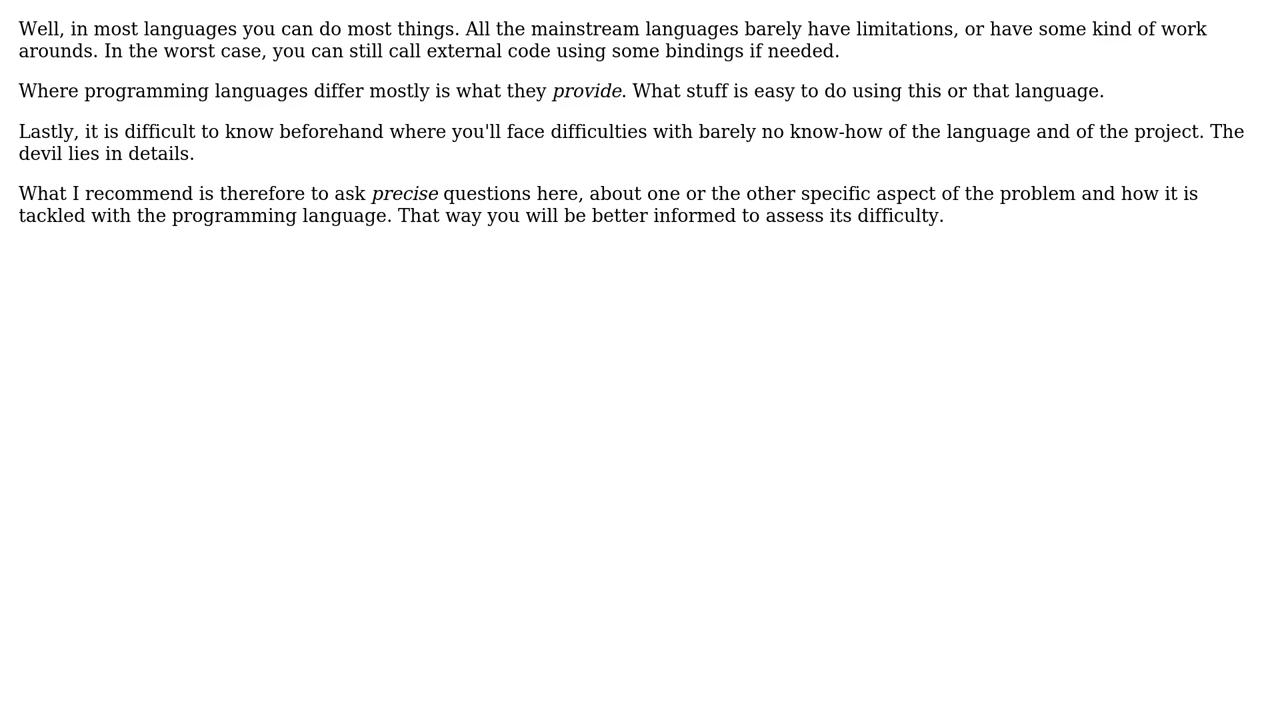 Well, in most languages you can do most things. All the mainstream languages barely have limitations, or have some kind of work
arounds. In the worst case, you can still call external code using some bindings if needed.
Where programming languages differ mostly is what they provide. What stuff is easy to do using this or that language.
Lastly, it is difficult to know beforehand where you'll face difficulties with barely no know-how of the language and of the project. The
devil lies in details.
What I recommend is therefore to ask precise questions here, about one or the other specific aspect of the problem and how it is
tackled with the programming language. That way you will be better informed to assess its difficulty.